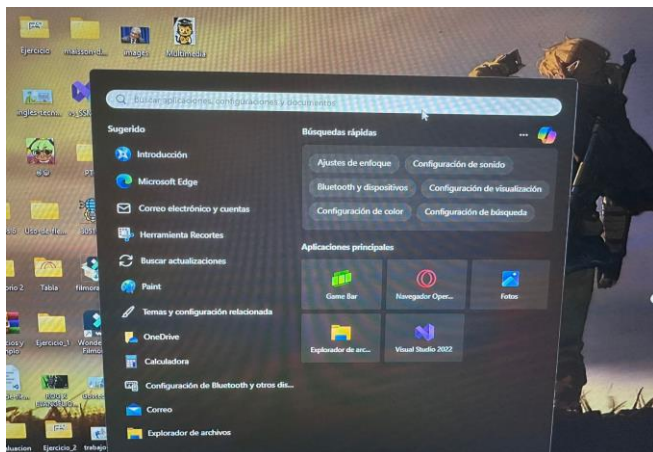 Ejercicio
images
Multimedia
Buscar aplicaciones, configuraciones y documentos
Sugerido
Introducción
Microsoft Edge
Correo electrónico y cuentas
Herramienta Recortes
Buscar actualizaciones
Paint
Temas y configuración relacionada
OneDrive
Calculadora
Configuración de Bluetooth y otros dis...
Correo
Explorador de archivos
Búsquedas rápidas
Ajustes de enfoque
Configuración de sonido
Bluetooth y dispositivos
Configuración de visualización
Configuración de color
Configuración de búsqueda
Aplicaciones principales
Game Bar
Navegador Oper...
Fotos
Explorador de arc...
Visual Studio 2022
Tabla
filmora
Ejercicio_1
Wonde
Filmo
Ejercicio_2
trabajo